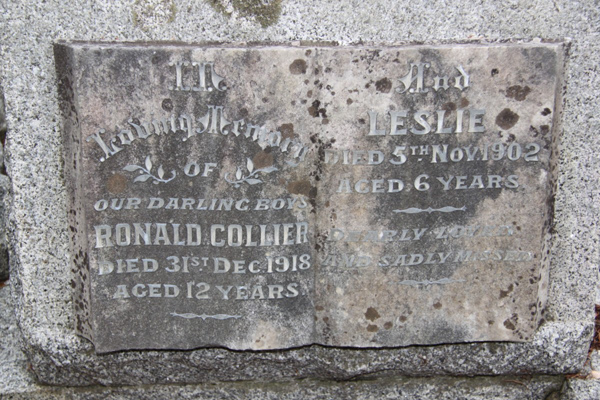 In
Loving Memory
OF
OUR DARLING BOYS
RONALD COLLIER
DIED 31ST DEC. 1918
AGED 12 YEARS
And
LESLIE
DIED 5TH NOV. 1902
AGED 6 YEARS.
DEARLY LOVED
AND SADLY MISSED